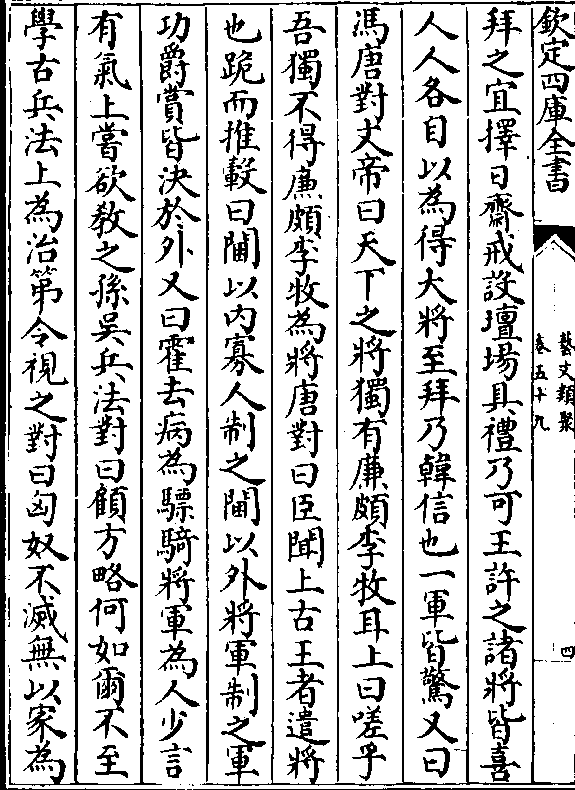 欽定四庫全書
藝文類聚
卷五十九
四
拜之宜擇日齋戒設壇場具禮乃可王許之諸將皆喜
人人各自以為得大將至拜乃韓信也一軍皆驚又曰
馮唐對文帝曰天下之將獨有廉頗李牧耳上曰嗟乎
吾獨不得廉頗李牧為將唐對曰臣聞上古王者遣將
也跪而推轂曰閫以内寡人制之閫以外將軍制之軍
功爵賞皆決於外又曰霍去病為驃騎將軍為人少言
有氣上嘗欲教之孫吳兵法對曰顧方略何如爾不至
學古兵法上為治第令視之對曰匈奴不滅無以家為